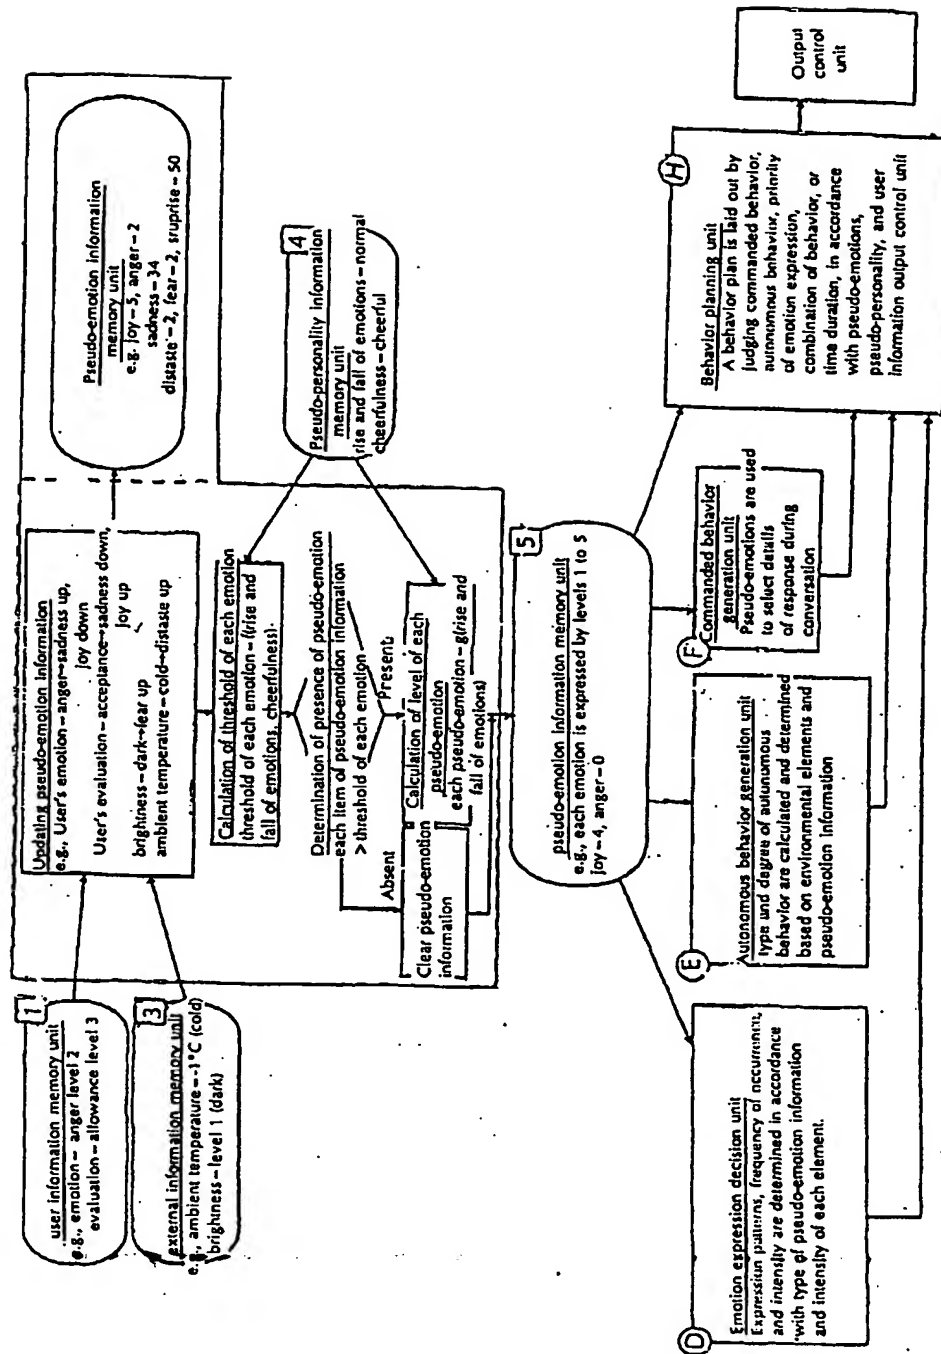 1
user information memory unit
e.g., emotion – anger level 2
evaluation – allowance level 3
3
external information memory unit
e.g., ambient temperature = -1°C (cold)
brightness – level 1 (dark)
Updating pseudo-emotion information
e.g., User's emotion – anger→sadness up,
joy down
User's evaluation – acceptance→sadness down,
joy up
brightness – dark→fear up
ambient temperature – cold→distaste up
Pseudo-emotion information
memory unit
e.g. joy – 5, anger – 2
sadness – 34
distaste – 2, fear – 2, sruprise – 50
Calculation of threshold of each emotion
threshold of each emotion – f(rise and
fall of emotions, cheerfulness)
4
Pseudo-personality information
memory unit
rise and fall of emotions – normal
cheerfulness – cheerful
Determination of presence of pseudo-emotion
each item of pseudo-emotion information
> threshold of each emotion
Absent
Present
Clear pseudo-emotion
information
Calculation of level of each
pseudo-emotion
each pseudo-emotion – g(rise and
fall of emotions)
5
pseudo-emotion information memory unit
e.g., each emotion is expressed by levels 1 to 5
joy – 4, anger – 0
D
Emotion expression decision unit
Expression patterns, frequency of occurrence,
and intensity are determined in accordance
with type of pseudo-emotion information
and intensity of each element.
E
Autonomous behavior generation unit
type and degree of autonomous
behavior are calculated and determined
based on environmental elements and
pseudo-emotion information
F
Commanded behavior
generation unit
Pseudo-emotions are used
to select details
of response during
conversation
H
Behavior planning unit
A behavior plan is laid out by
judging commanded behavior,
autonomous behavior, priority
of emotion expression,
combination of behavior, or
time duration, in accordance
with pseudo-emotions,
pseudo-personality, and user
information output control unit
Output
control
unit